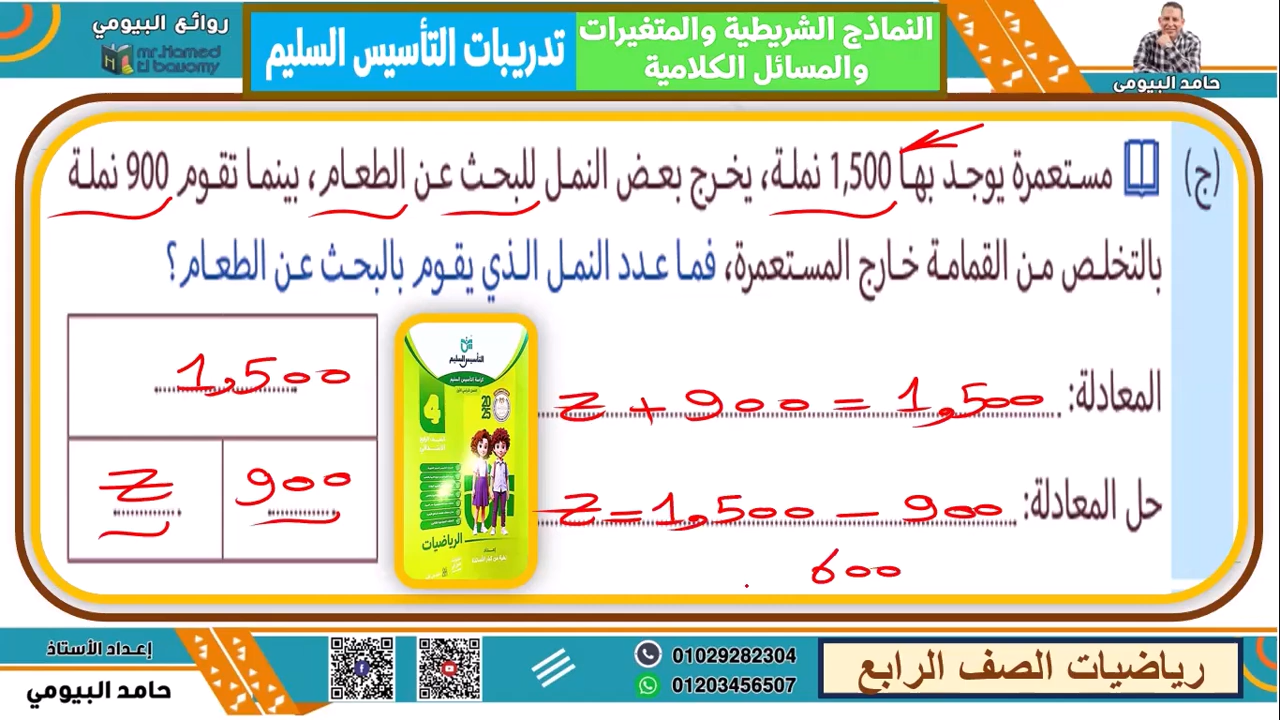 روائع البيومي
mr.Hamed
El bauomy
تدريبات التأسيس السليم
النماذج الشريطية والمتغيرات
والمسائل الكلامية
حامد البيومى
(ج)
مستعمرة يوجد بها 1,500 نملة، يخرج بعض النمل للبحث عن الطعام، بينما تقوم 900 نملة
بالتخلص من القمامة خارج المستعمرة، فما عدد النمل الذي يقوم بالبحث عن الطعام؟
1,500
z 900
التأسيس السليم
4
الرياضيات
المعادلة: z + 900 = 1,500
حل المعادلة: z = 1,500 - 900
600
إعداد الأستاذ
حامد البيومي
01029282304
01203456507
رياضيات الصف الرابع